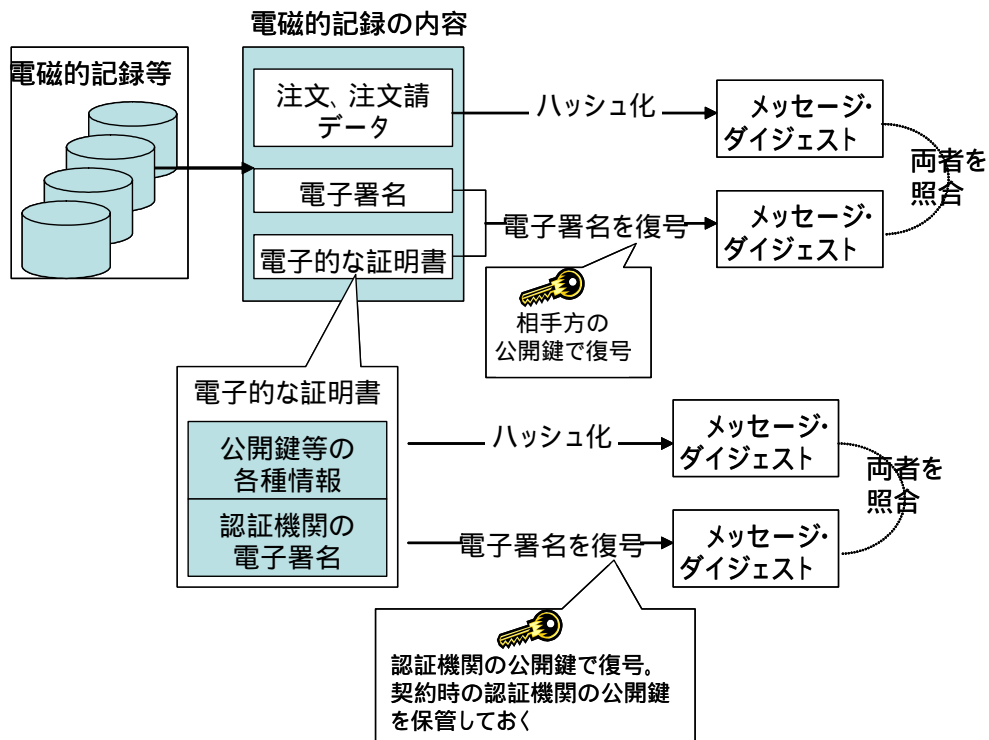 電磁的記録の内容
電磁的記録等
注文、注文請
データ
ハッシュ化
メッセージ・
ダイジェスト
両者を
照合
電子署名
電子署名を復号
メッセージ・
ダイジェスト
電子的な証明書
相手方の
公開鍵で復号
電子的な証明書
公開鍵等の
各種情報
ハッシュ化
メッセージ・
ダイジェスト
両者を
照合
認証機関の
電子署名
電子署名を復号
メッセージ・
ダイジェスト
認証機関の公開鍵で復号。
契約時の認証機関の公開鍵
を保管しておく